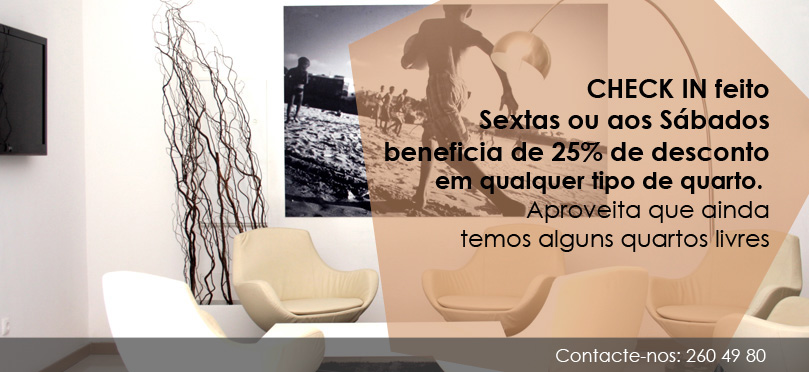 CHECK IN feito
Sextas ou aos Sábados
beneficia de 25% de desconto
em qualquer tipo de quarto.
Aproveita que ainda
temos alguns quartos livres
Contacte-nos: 260 49 80